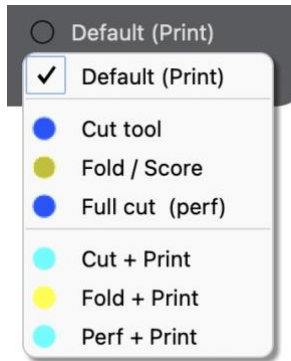 Default (Print)
Default (Print)
Cut tool
Fold / Score
Full cut (perf)
Cut + Print
Fold + Print
Perf + Print